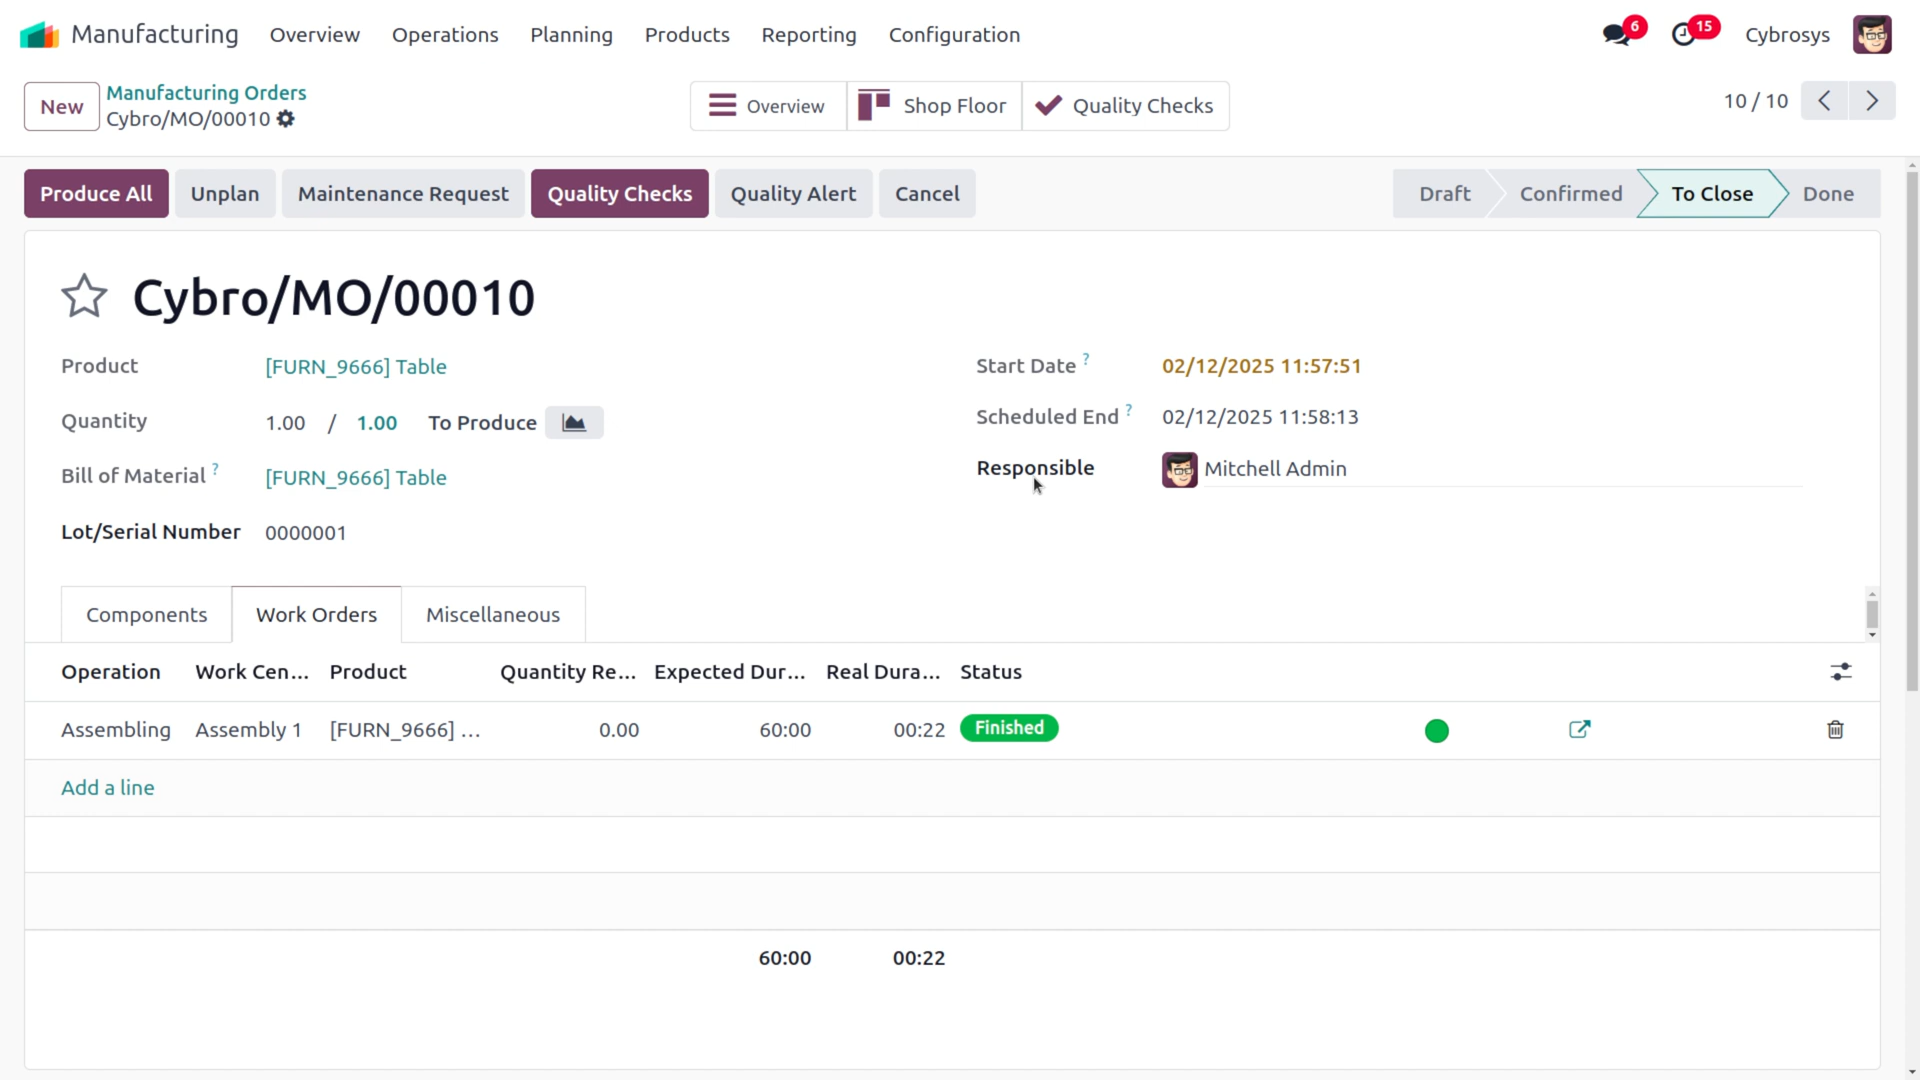 Manufacturing Overview Operations Planning Products Reporting Configuration 6 15 Cybrosys
New Manufacturing Orders
Cybro/MO/00010
Overview Shop Floor Quality Checks 10 / 10
Produce All Unplan Maintenance Request Quality Checks Quality Alert Cancel Draft Confirmed To Close Done
Cybro/MO/00010
Product [FURN_9666] Table
Quantity 1.00 / 1.00 To Produce
Bill of Material ? [FURN_9666] Table
Lot/Serial Number 0000001
Start Date ? 02/12/2025 11:57:51
Scheduled End ? 02/12/2025 11:58:13
Responsible Mitchell Admin
Components Work Orders Miscellaneous
Operation Work Cen... Product Quantity Re... Expected Dur... Real Dura... Status
Assembling Assembly 1 [FURN_9666] ... 0.00 60:00 00:22 Finished
Add a line
60:00 00:22